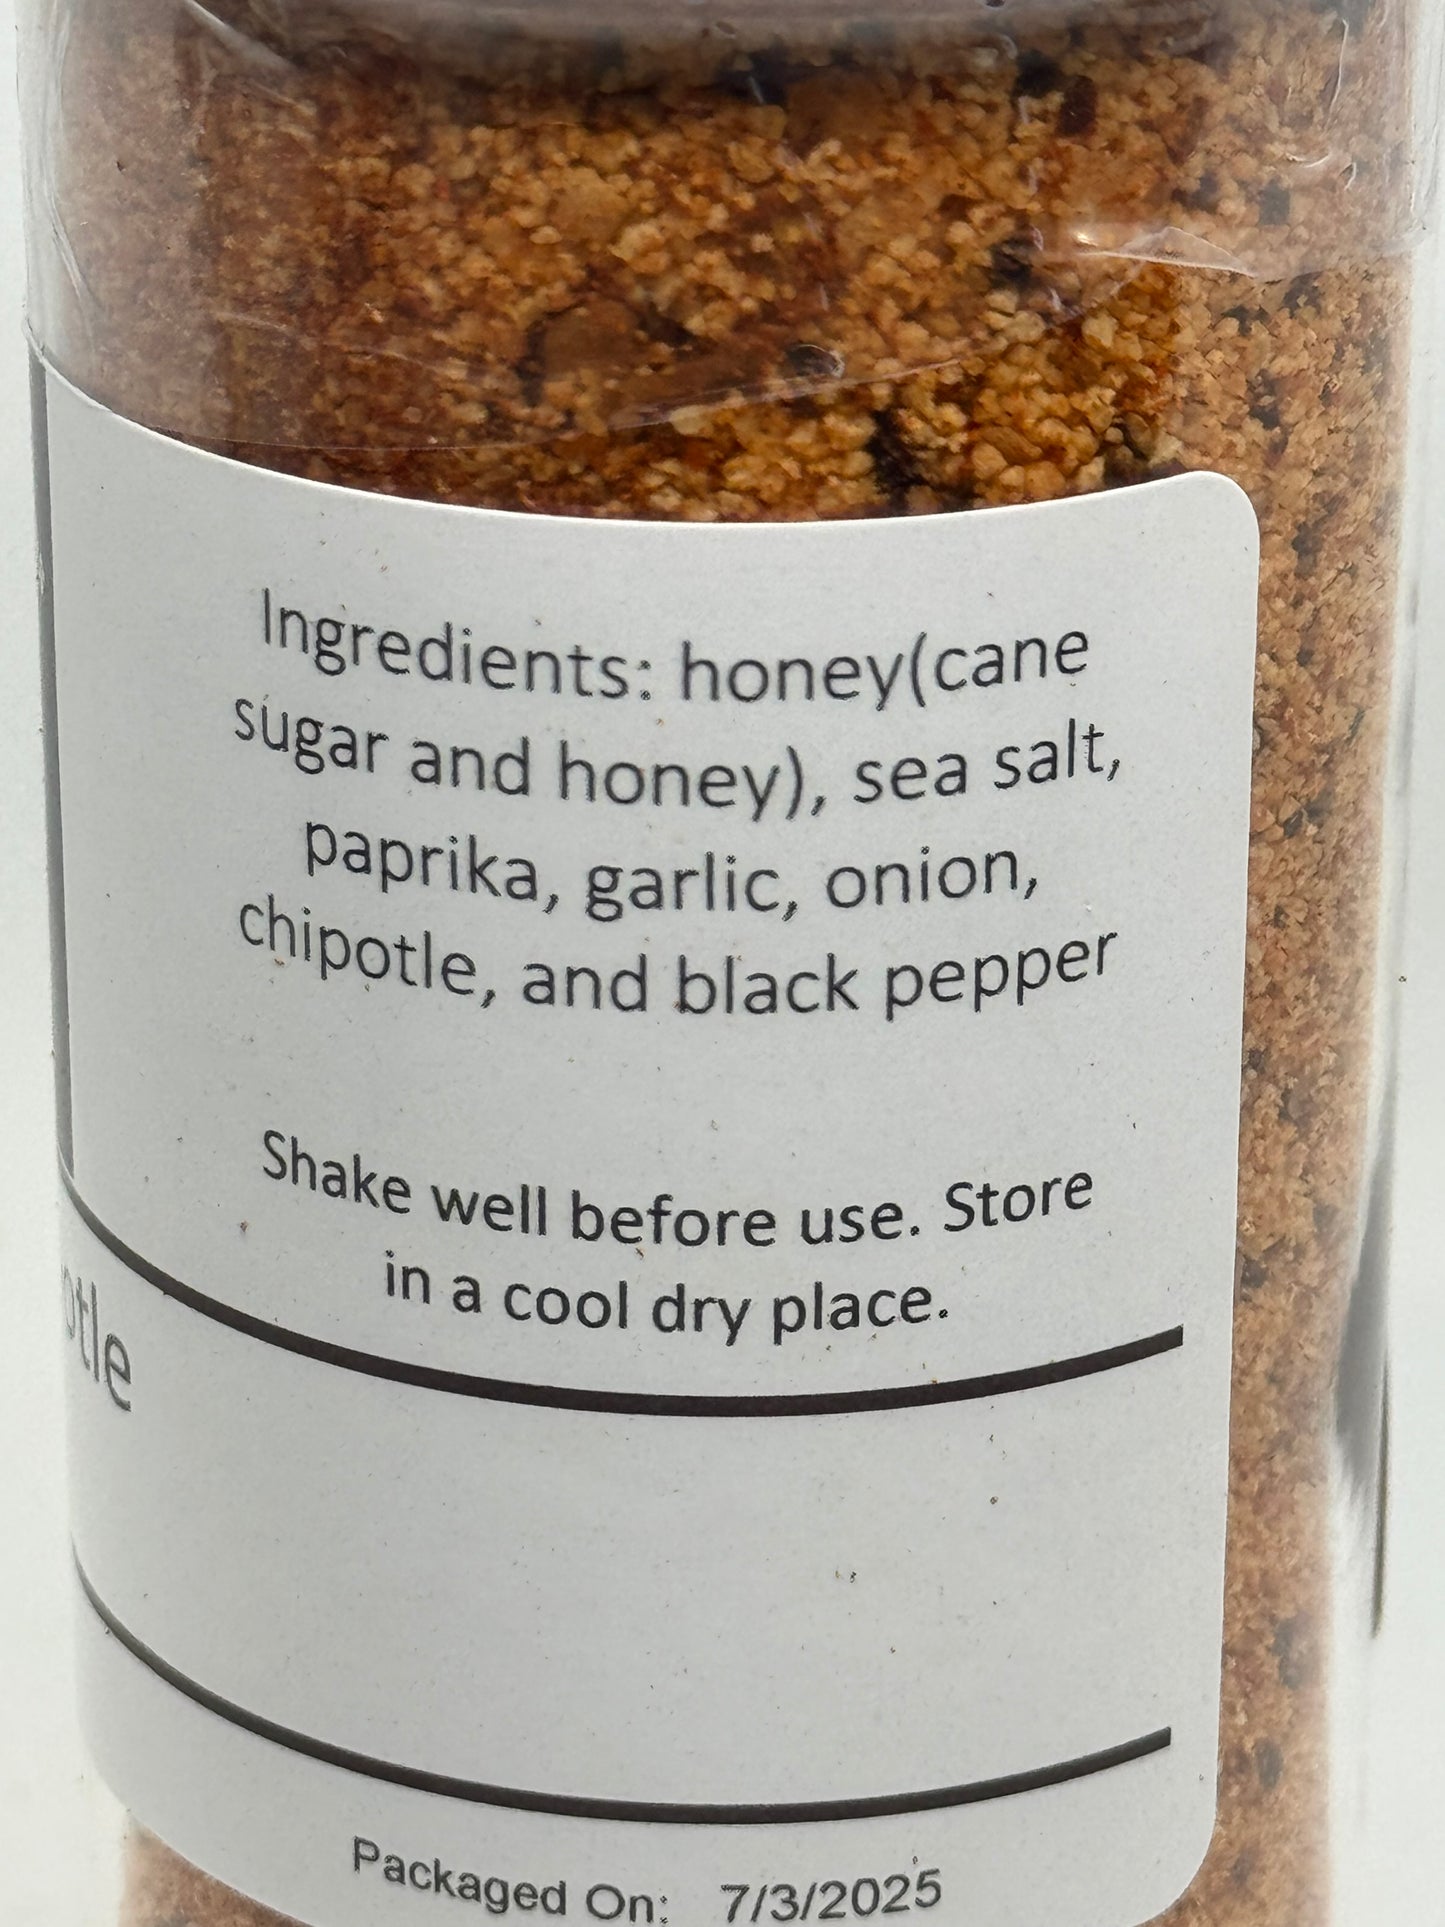 Ingredients: honey(cane
sugar and honey), sea salt,
paprika, garlic, onion,
chipotle, and black pepper
Shake well before use. Store
in a cool dry place.
Packaged On: 7/3/2025